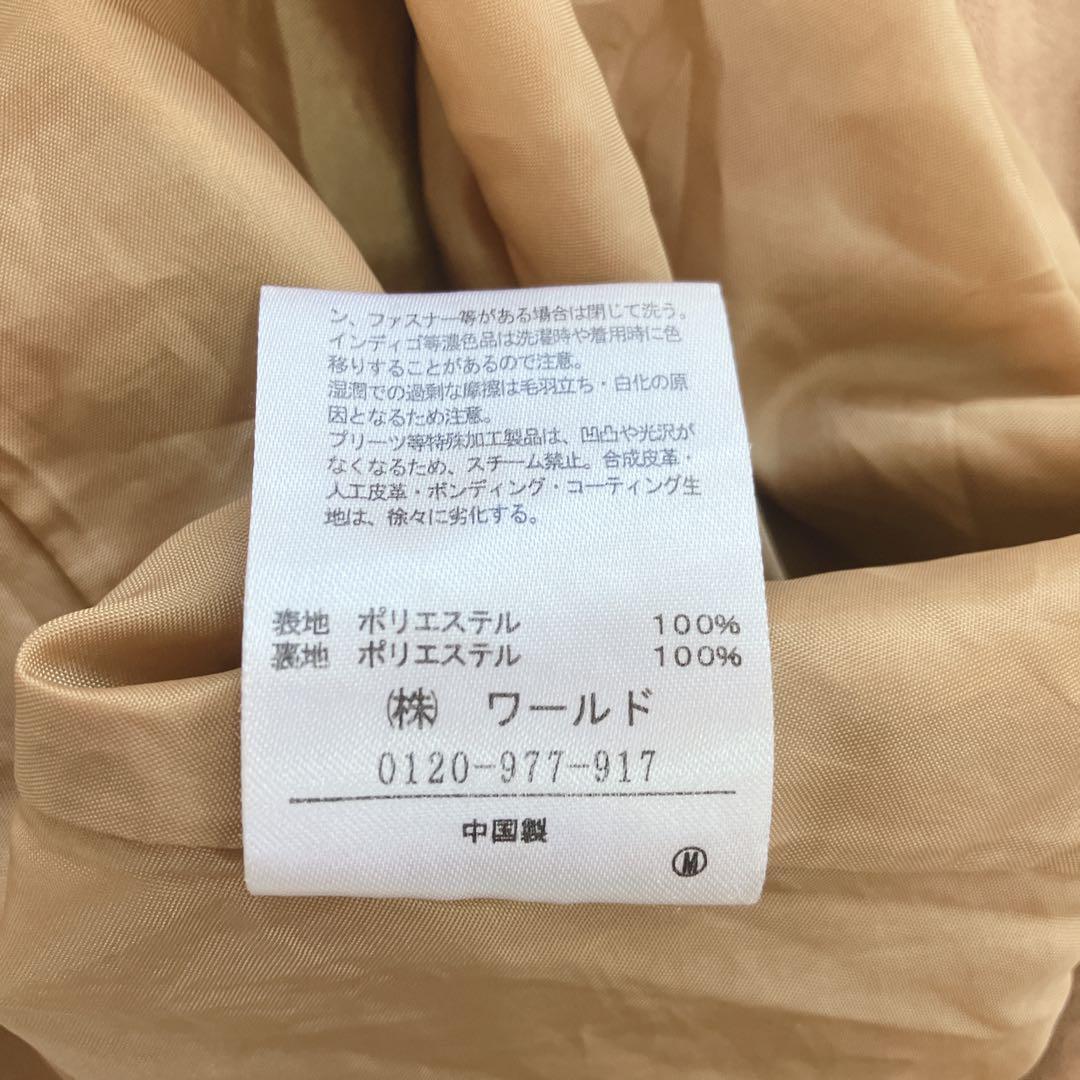 ン、ファスナー等がある場合は閉じて洗う。
インディゴ等濃色品は洗濯時や着用時に色
移りすることがあるので注意。
湿潤での過剰な摩擦は毛羽立ち・白化の原
因となるため注意。
プリーツ等特殊加工製品は、凹凸や光沢が
なくなるため、スチーム禁止。合成皮革・
人工皮革・ボンディング・コーティング生
地は、徐々に劣化する。
表地 ポリエステル 100%
裏地 ポリエステル 100%
㈱ ワールド
0120-977-917
中国製
Ⓜ